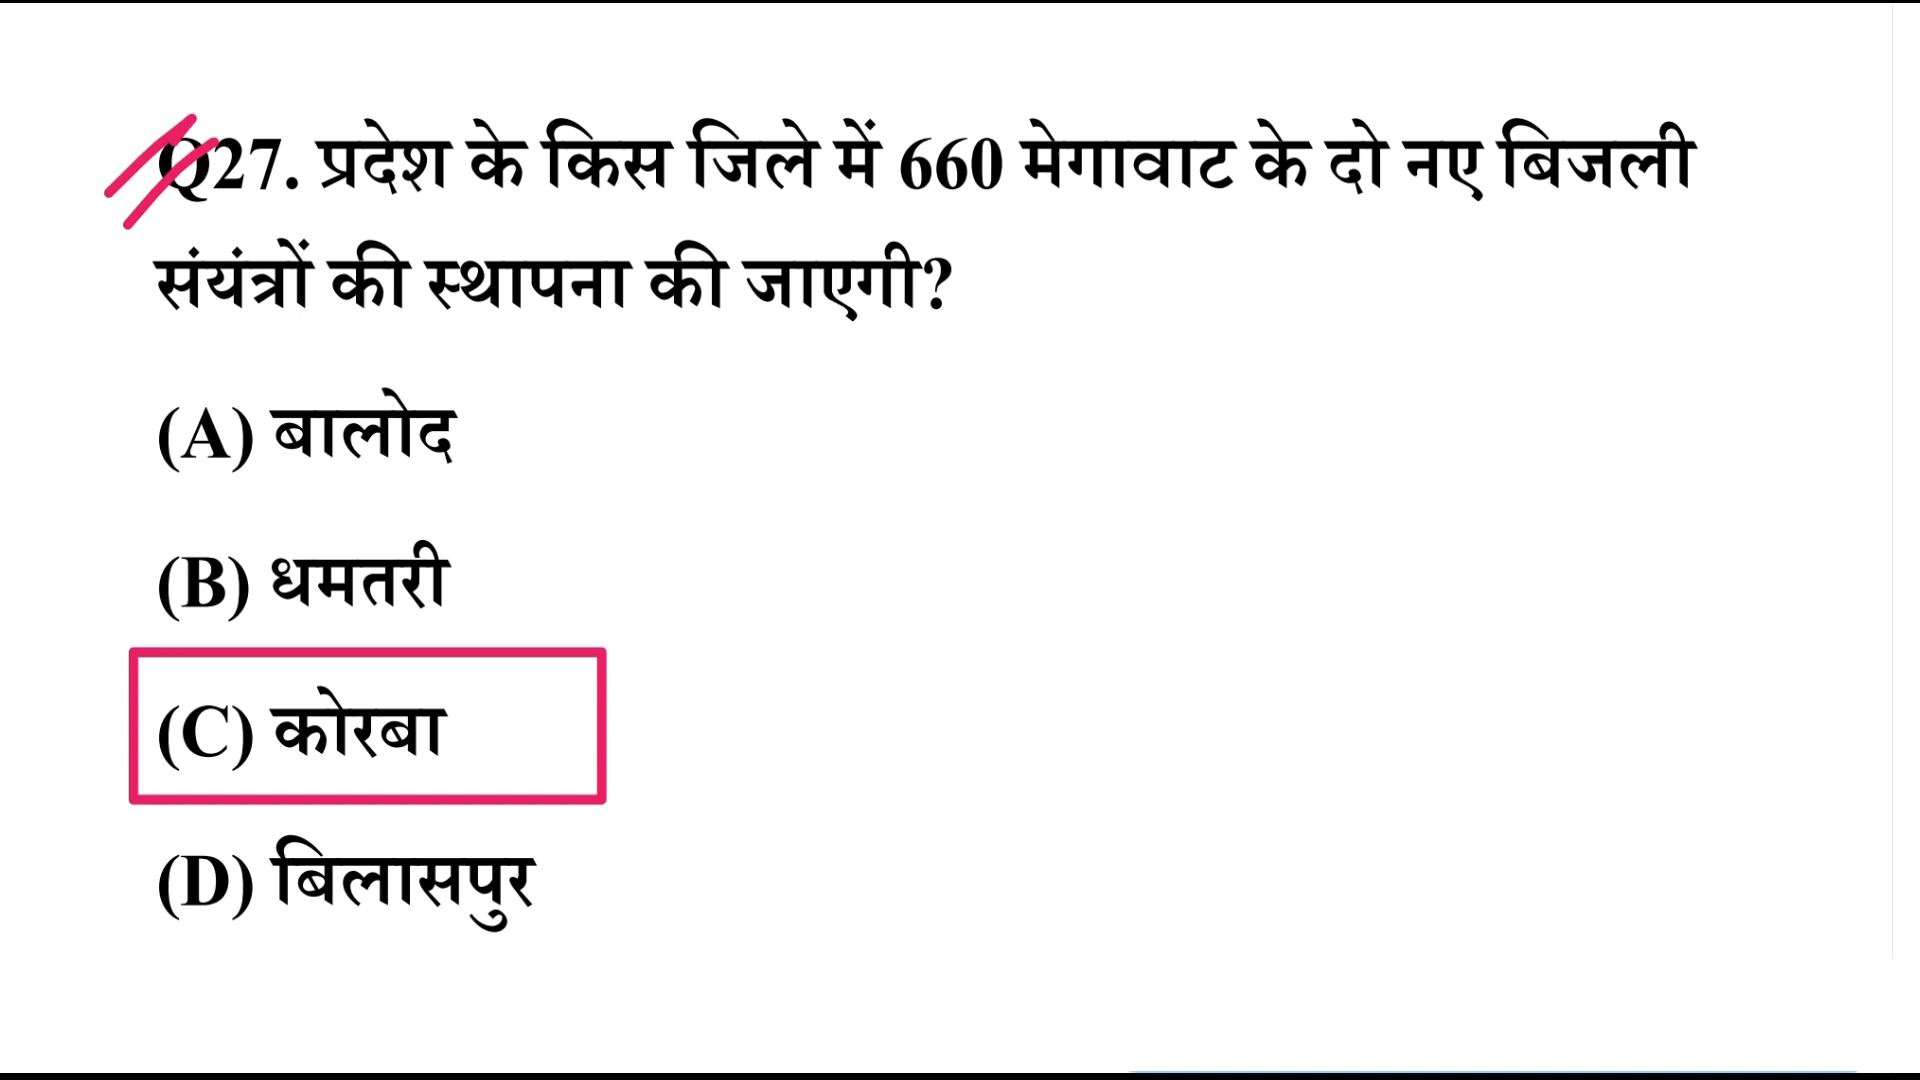 Q27. प्रदेश के किस जिले में 660 मेगावाट के दो नए बिजली
संयंत्रों की स्थापना की जाएगी?
(A) बालोद
(B) धमतरी
(C) कोरबा
(D) बिलासपुर